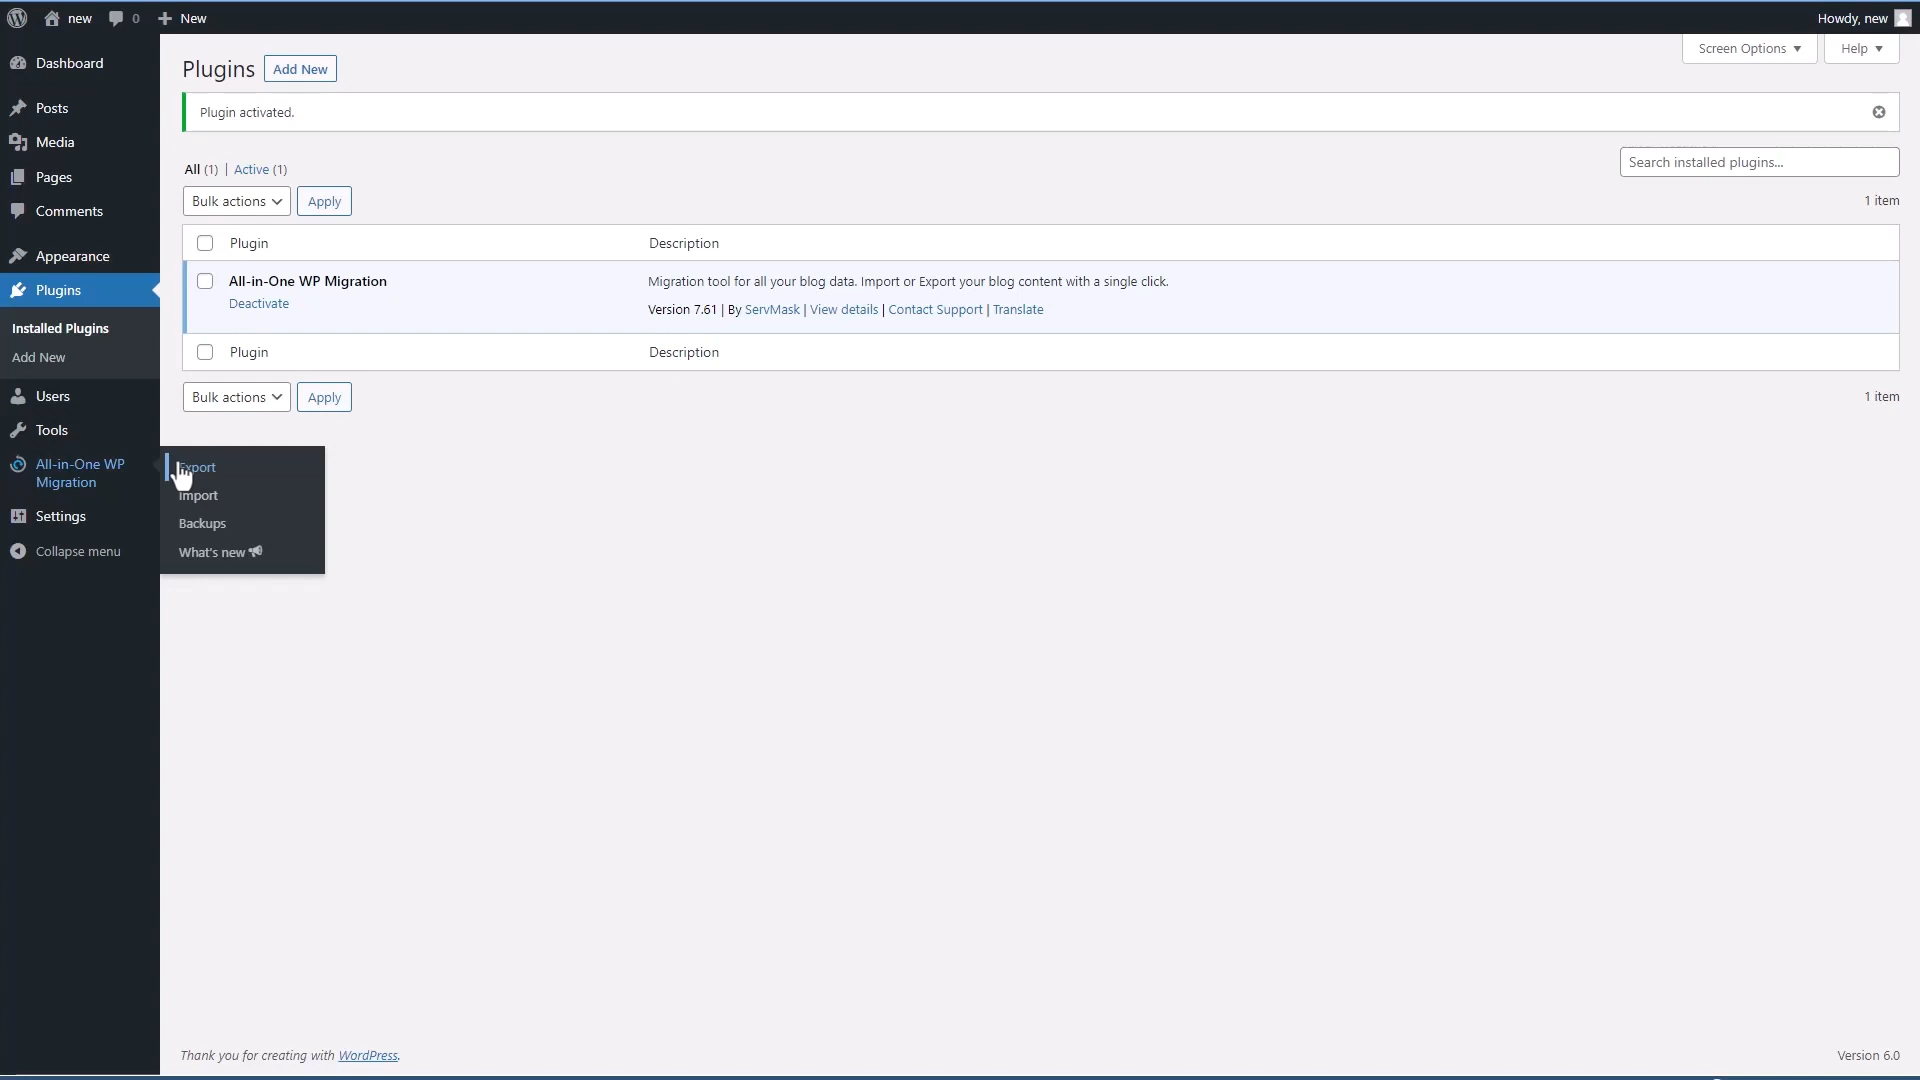 new 0 New Howdy, new
Screen Options Help
Dashboard
Posts
Media
Pages
Comments
Appearance
Plugins
Installed Plugins
Add New
Users
Tools
All-in-One WP
Migration
Settings
Collapse menu
Export
Import
Backups
What's new
Plugins Add New
Plugin activated.
All (1) | Active (1)
Search installed plugins...
Bulk actions Apply 1 item
Plugin Description
All-in-One WP Migration Migration tool for all your blog data. Import or Export your blog content with a single click.
Deactivate Version 7.61 | By ServMask | View details | Contact Support | Translate
Plugin Description
Bulk actions Apply 1 item
Thank you for creating with WordPress. Version 6.0